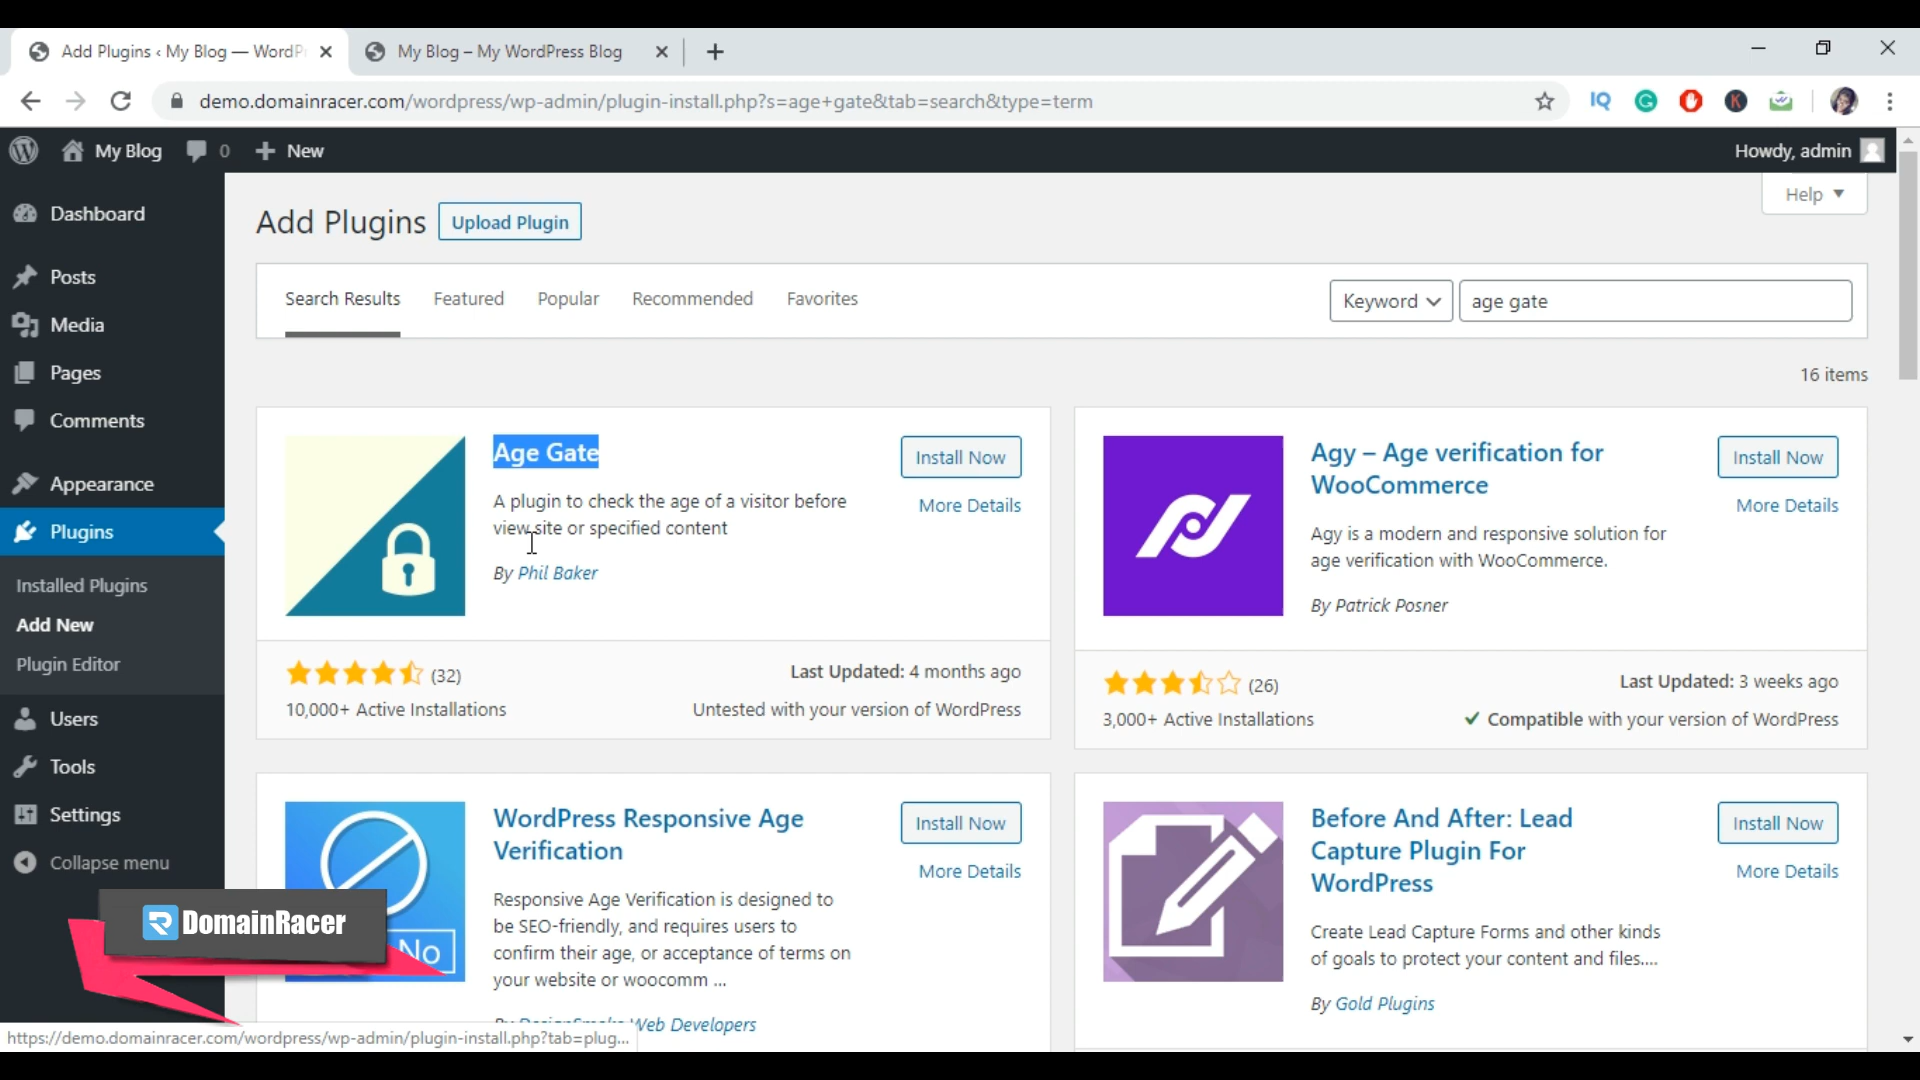 Add Plugins ‹ My Blog — WordPr
My Blog – My WordPress Blog
demo.domainracer.com/wordpress/wp-admin/plugin-install.php?s=age+gate&tab=search&type=term
IQ
G
K
My Blog
0
New
Howdy, admin
Dashboard
Posts
Media
Pages
Comments
Appearance
Plugins
Installed Plugins
Add New
Plugin Editor
Users
Tools
Settings
Collapse menu
Help
Add Plugins
Upload Plugin
Search Results
Featured
Popular
Recommended
Favorites
Keyword
age gate
16 items
Age Gate
Install Now
More Details
A plugin to check the age of a visitor before
view site or specified content
By Phil Baker
(32)
10,000+ Active Installations
Last Updated: 4 months ago
Untested with your version of WordPress
Agy – Age verification for
WooCommerce
Install Now
More Details
Agy is a modern and responsive solution for
age verification with WooCommerce.
By Patrick Posner
(26)
3,000+ Active Installations
Last Updated: 3 weeks ago
Compatible with your version of WordPress
No
WordPress Responsive Age
Verification
Install Now
More Details
Responsive Age Verification is designed to
be SEO-friendly, and requires users to
confirm their age, or acceptance of terms on
your website or woocomm ...
Web Developers
Before And After: Lead
Capture Plugin For
WordPress
Install Now
More Details
Create Lead Capture Forms and other kinds
of goals to protect your content and files....
By Gold Plugins
DomainRacer
https://demo.domainracer.com/wordpress/wp-admin/plugin-install.php?tab=plug...